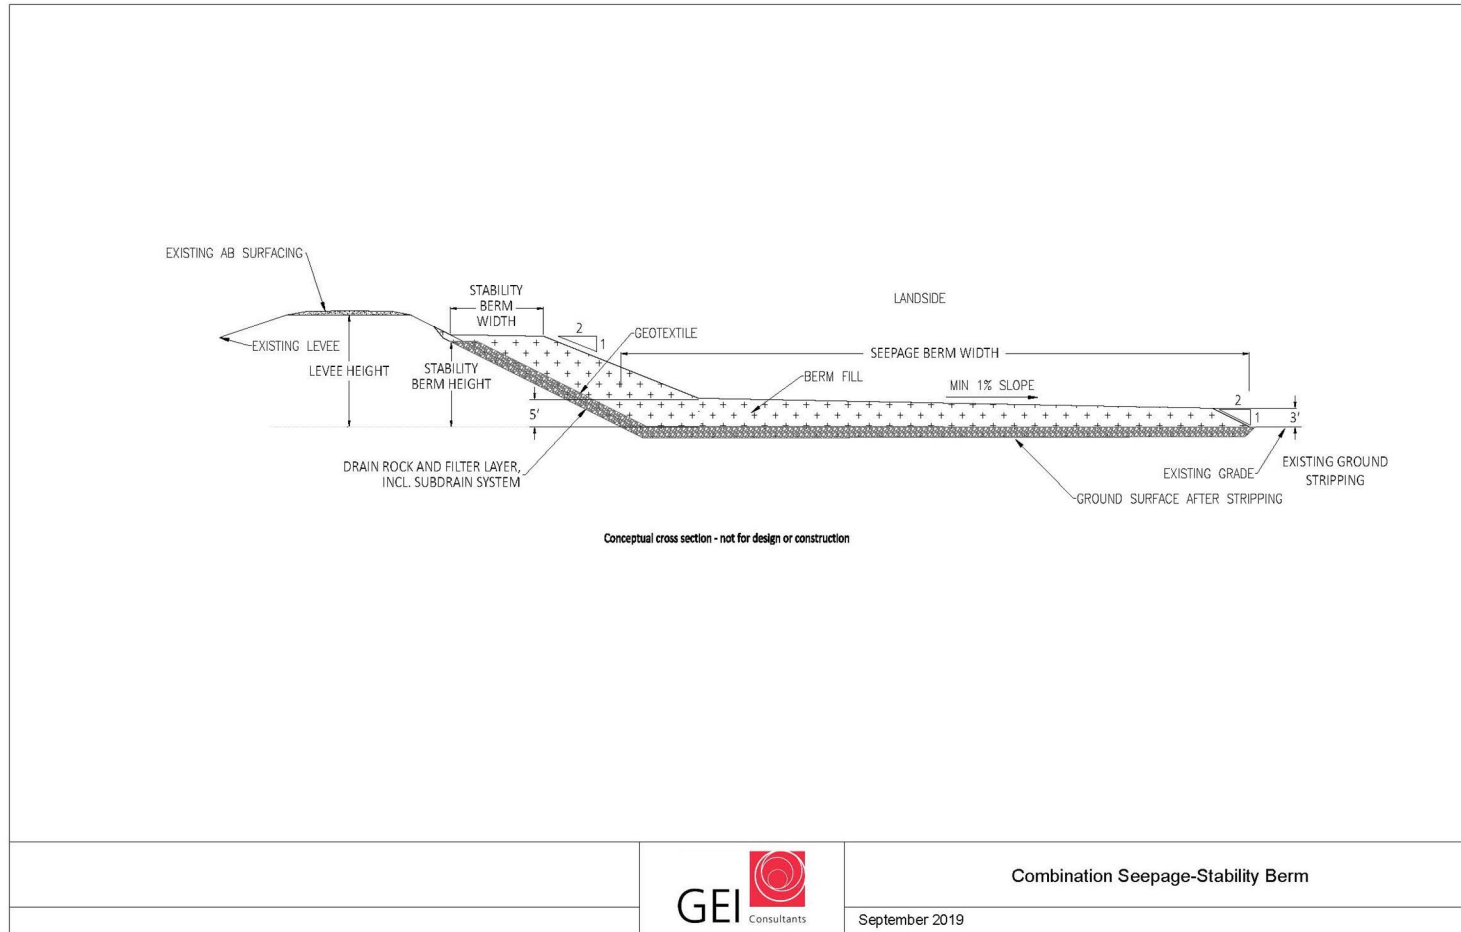 EXISTING AB SURFACING
STABILITY
BERM
WIDTH
LANDSIDE
2
1
GEOTEXTILE
EXISTING LEVEE
SEEPAGE BERM WIDTH
LEVEE HEIGHT
STABILITY
BERM HEIGHT
BERM FILL
MIN 1% SLOPE
2
1
5'
3'
DRAIN ROCK AND FILTER LAYER,
INCL. SUBDRAIN SYSTEM
EXISTING GRADE
EXISTING GROUND
STRIPPING
GROUND SURFACE AFTER STRIPPING
Conceptual cross section - not for design or construction
GEI Consultants
Combination Seepage-Stability Berm
September 2019